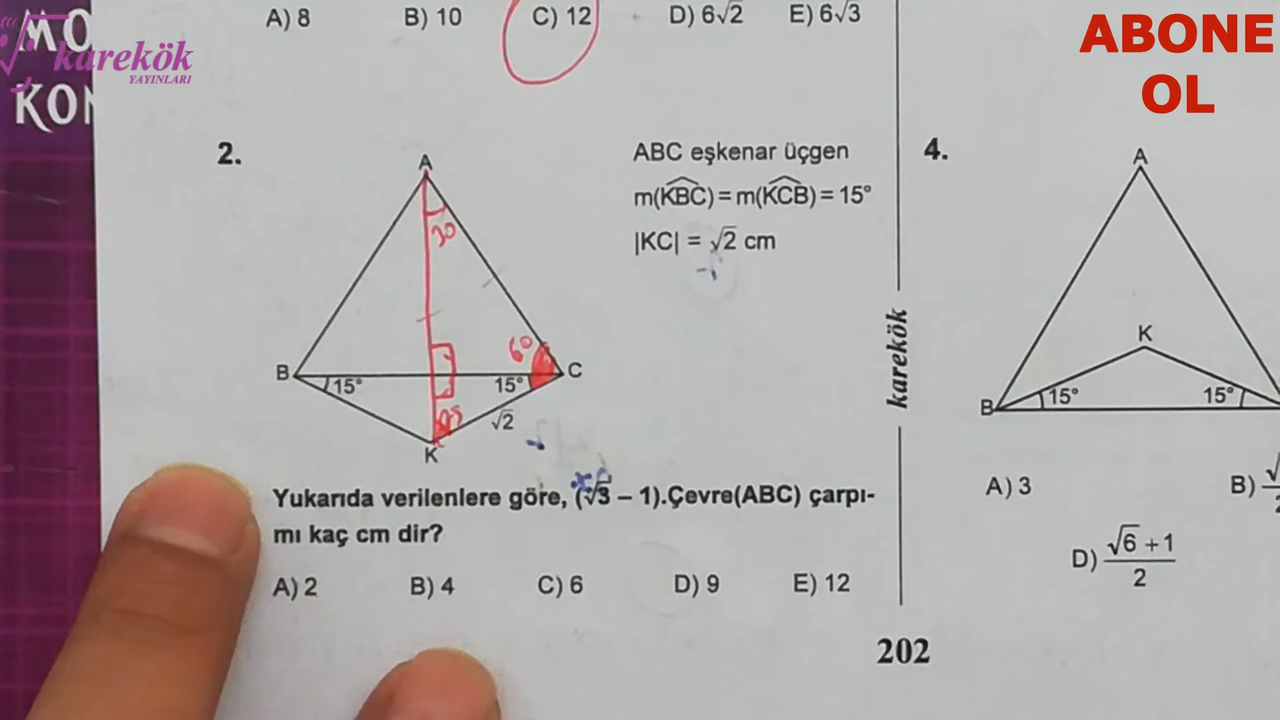 MO
KON
karekök
YAYINLARI
ABONE
OL
A) 8 B) 10 C) 12 D) 6√2 E) 6√3
2.
A
30
60
B
15°
15°
C
√2
K
ABC eşkenar üçgen
m(KBC) = m(KCB) = 15°
|KC| = √2 cm
Yukarıda verilenlere göre, (√3 – 1).Çevre(ABC) çarpı-
mı kaç cm dir?
A) 2 B) 4 C) 6 D) 9 E) 12
karekök
4.
A
K
B
15°
15°
A) 3
B)
D) √6 + 1
2
202